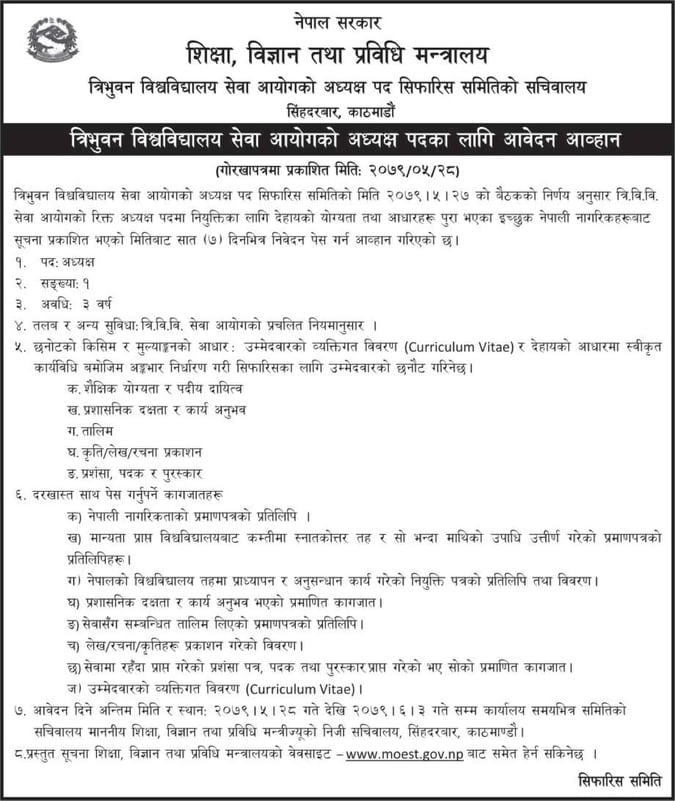 नेपाल सरकार
शिक्षा, विज्ञान तथा प्रविधि मन्त्रालय
त्रिभुवन विश्वविद्यालय सेवा आयोगको अध्यक्ष पद सिफारिस समितिको सचिवालय
सिंहदरबार, काठमाडौं
त्रिभुवन विश्वविद्यालय सेवा आयोगको अध्यक्ष पदका लागि आवेदन आव्हान
(गोरखापत्रमा प्रकाशित मिति: २०७९/०५/२८)
त्रिभुवन विश्वविद्यालय सेवा आयोगको अध्यक्ष पद सिफारिस समितिको मिति २०७९।५।२७ को बैठकको निर्णय अनुसार त्रि.वि.वि.
सेवा आयोगको रिक्त अध्यक्ष पदमा नियुक्तिका लागि देहायको योग्यता तथा आधारहरू पुरा भएका इच्छुक नेपाली नागरिकहरूबाट
सूचना प्रकाशित भएको मितिबाट सात (७) दिनभित्र निवेदन पेस गर्न आव्हान गरिएको छ।
१. पद: अध्यक्ष
२. सङ्ख्या: १
३. अवधि: ३ वर्ष
४. तलब र अन्य सुविधा: त्रि.वि.वि. सेवा आयोगको प्रचलित नियमानुसार ।
५. छनोटको किसिम र मुल्याङ्कनको आधार: उम्मेदवारको व्यक्तिगत विवरण (Curriculum Vitae) र देहायको आधारमा स्वीकृत
कार्यविधि बमोजिम अङ्कभार निर्धारण गरी सिफारिसका लागि उम्मेदवारको छनौट गरिनेछ।
क. शैक्षिक योग्यता र पदीय दायित्व
ख. प्रशासनिक दक्षता र कार्य अनुभव
ग. तालिम
घ. कृति/लेख/रचना प्रकाशन
ङ. प्रशंसा, पदक र पुरस्कार
६. दरखास्त साथ पेस गर्नुपर्ने कागजातहरू
क) नेपाली नागरिकताको प्रमाणपत्रको प्रतिलिपि ।
ख) मान्यता प्राप्त विश्वविद्यालयबाट कम्तीमा स्नातकोत्तर तह र सो भन्दा माथिको उपाधि उत्तीर्ण गरेको प्रमाणपत्रको
प्रतिलिपिहरू।
ग) नेपालको विश्वविद्यालय तहमा प्राध्यापन र अनुसन्धान कार्य गरेको नियुक्ति पत्रको प्रतिलिपि तथा विवरण।
घ) प्रशासनिक दक्षता र कार्य अनुभव भएको प्रमाणित कागजात।
ङ) सेवासँग सम्बन्धित तालिम लिएको प्रमाणपत्रको प्रतिलिपि।
च) लेख/रचना/कृतिहरू प्रकाशन गरेको विवरण।
छ) सेवामा रहँदा प्राप्त गरेको प्रशंसा पत्र, पदक तथा पुरस्कार प्राप्त गरेको भए सोको प्रमाणित कागजात।
ज) उम्मेदवारको व्यक्तिगत विवरण (Curriculum Vitae)।
७. आवेदन दिने अन्तिम मिति र स्थान: २०७९।५।२८ गते देखि २०७९।६।३ गते सम्म कार्यालय समयभित्र समितिको
सचिवालय माननीय शिक्षा, विज्ञान तथा प्रविधि मन्त्रीज्यूको निजी सचिवालय, सिंहदरबार, काठमाण्डौ।
८. प्रस्तुत सूचना शिक्षा, विज्ञान तथा प्रविधि मन्त्रालयको वेवसाइट – www.moest.gov.np बाट समेत हेर्न सकिनेछ ।
सिफारिस समिति